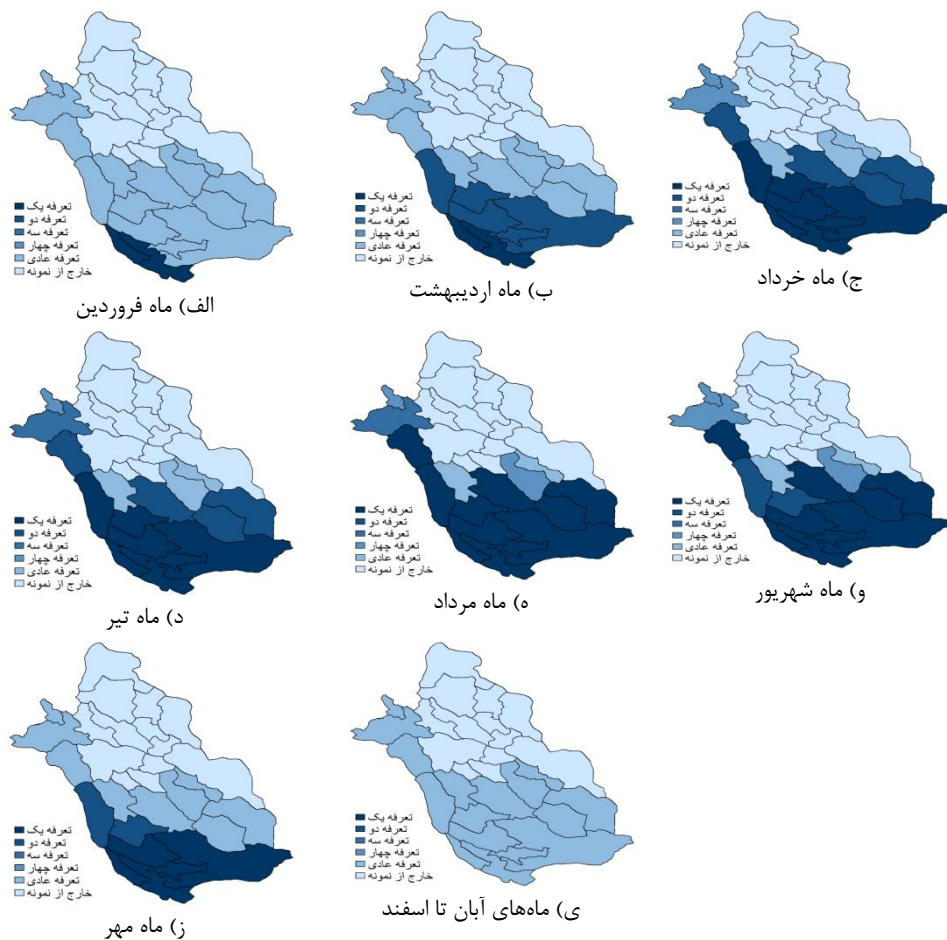 تعرفه یک
تعرفه دو
تعرفه سه
تعرفه چهار
تعرفه عادی
خارج از نمونه
ج) ماه خرداد
تعرفه یک
تعرفه دو
تعرفه سه
تعرفه چهار
تعرفه عادی
خارج از نمونه
ب) ماه اردیبهشت
تعرفه یک
تعرفه دو
تعرفه سه
تعرفه چهار
تعرفه عادی
خارج از نمونه
الف) ماه فروردین
تعرفه یک
تعرفه دو
تعرفه سه
تعرفه چهار
تعرفه عادی
خارج از نمونه
و) ماه شهریور
تعرفه یک
تعرفه دو
تعرفه سه
تعرفه چهار
تعرفه عادی
خارج از نمونه
ه) ماه مرداد
تعرفه یک
تعرفه دو
تعرفه سه
تعرفه چهار
تعرفه عادی
خارج از نمونه
د) ماه تیر
تعرفه یک
تعرفه دو
تعرفه سه
تعرفه چهار
تعرفه عادی
خارج از نمونه
ی) ماه‌های آبان تا اسفند
تعرفه یک
تعرفه دو
تعرفه سه
تعرفه چهار
تعرفه عادی
خارج از نمونه
ز) ماه مهر